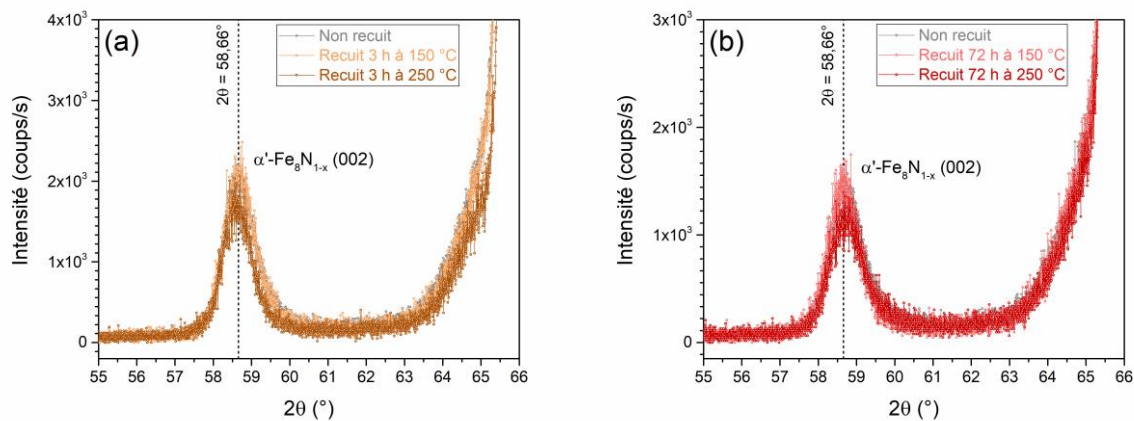 (a)
Non recuit
Recuit 3 h à 150 °C
Recuit 3 h à 250 °C
2θ = 58,66°
α'-Fe₈N₁₋ₓ (002)
Intensité (coups/s)
4x10³
3x10³
2x10³
1x10³
0
55 56 57 58 59 60 61 62 63 64 65 66
2θ (°)
(b)
Non recuit
Recuit 72 h à 150 °C
Recuit 72 h à 250 °C
2θ = 58,66°
α'-Fe₈N₁₋ₓ (002)
Intensité (coups/s)
3x10³
2x10³
1x10³
0
55 56 57 58 59 60 61 62 63 64 65 66
2θ (°)